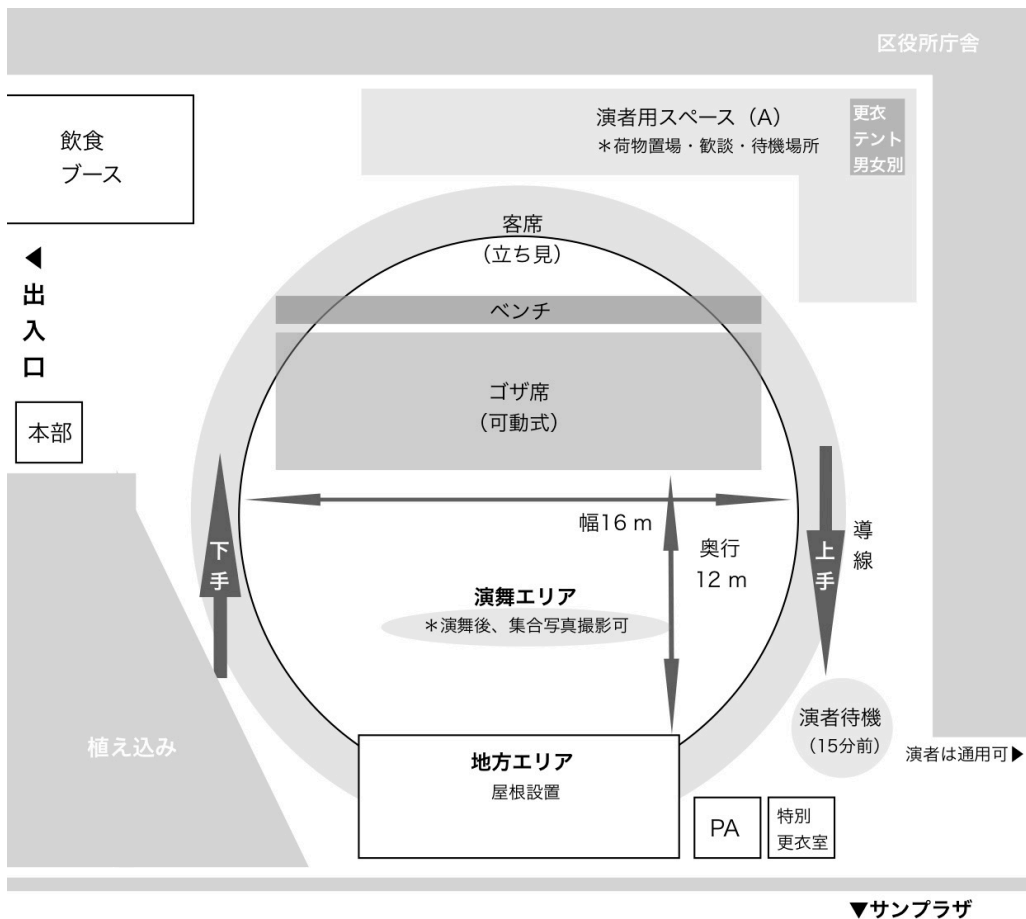 区役所庁舎
飲食
ブース
演者用スペース（A）
＊荷物置場・歓談・待機場所
更衣
テント
男女別
客席
（立ち見）
ベンチ
ゴザ席
（可動式）
◀
出
入
口
本部
幅16 m
奥行
12 m
下
手
上
手
導
線
演舞エリア
＊演舞後、集合写真撮影可
植え込み
演者待機
（15分前）
演者は通用可▶
地方エリア
屋根設置
PA
特別
更衣室
▼サンプラザ